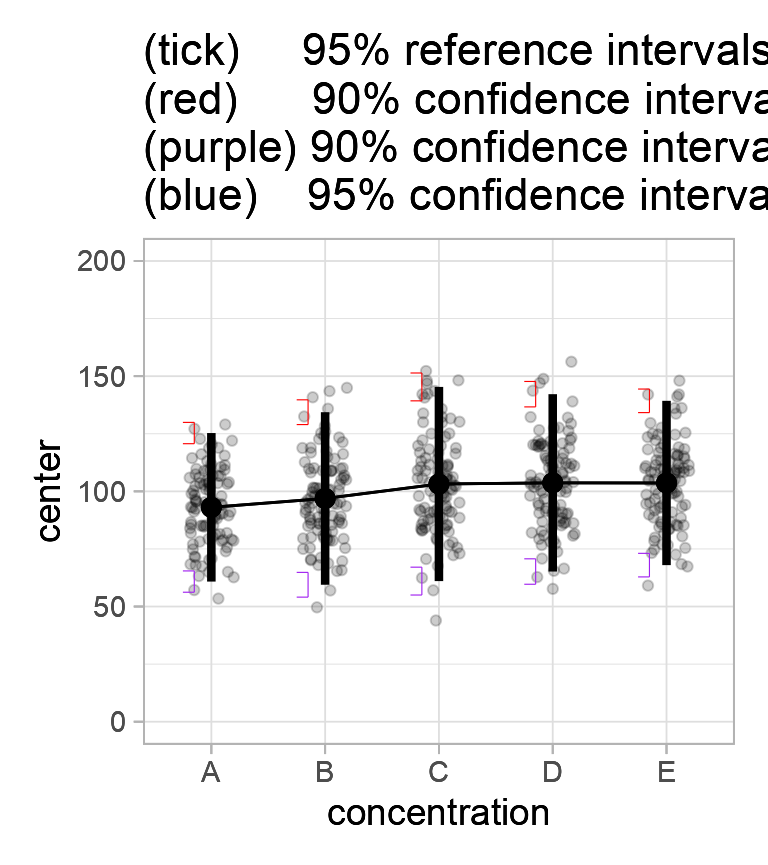 (tick) 95% reference intervals
(red) 90% confidence interva
(purple) 90% confidence interva
(blue) 95% confidence interva
200
150
100
50
0
center
A B C D E
concentration